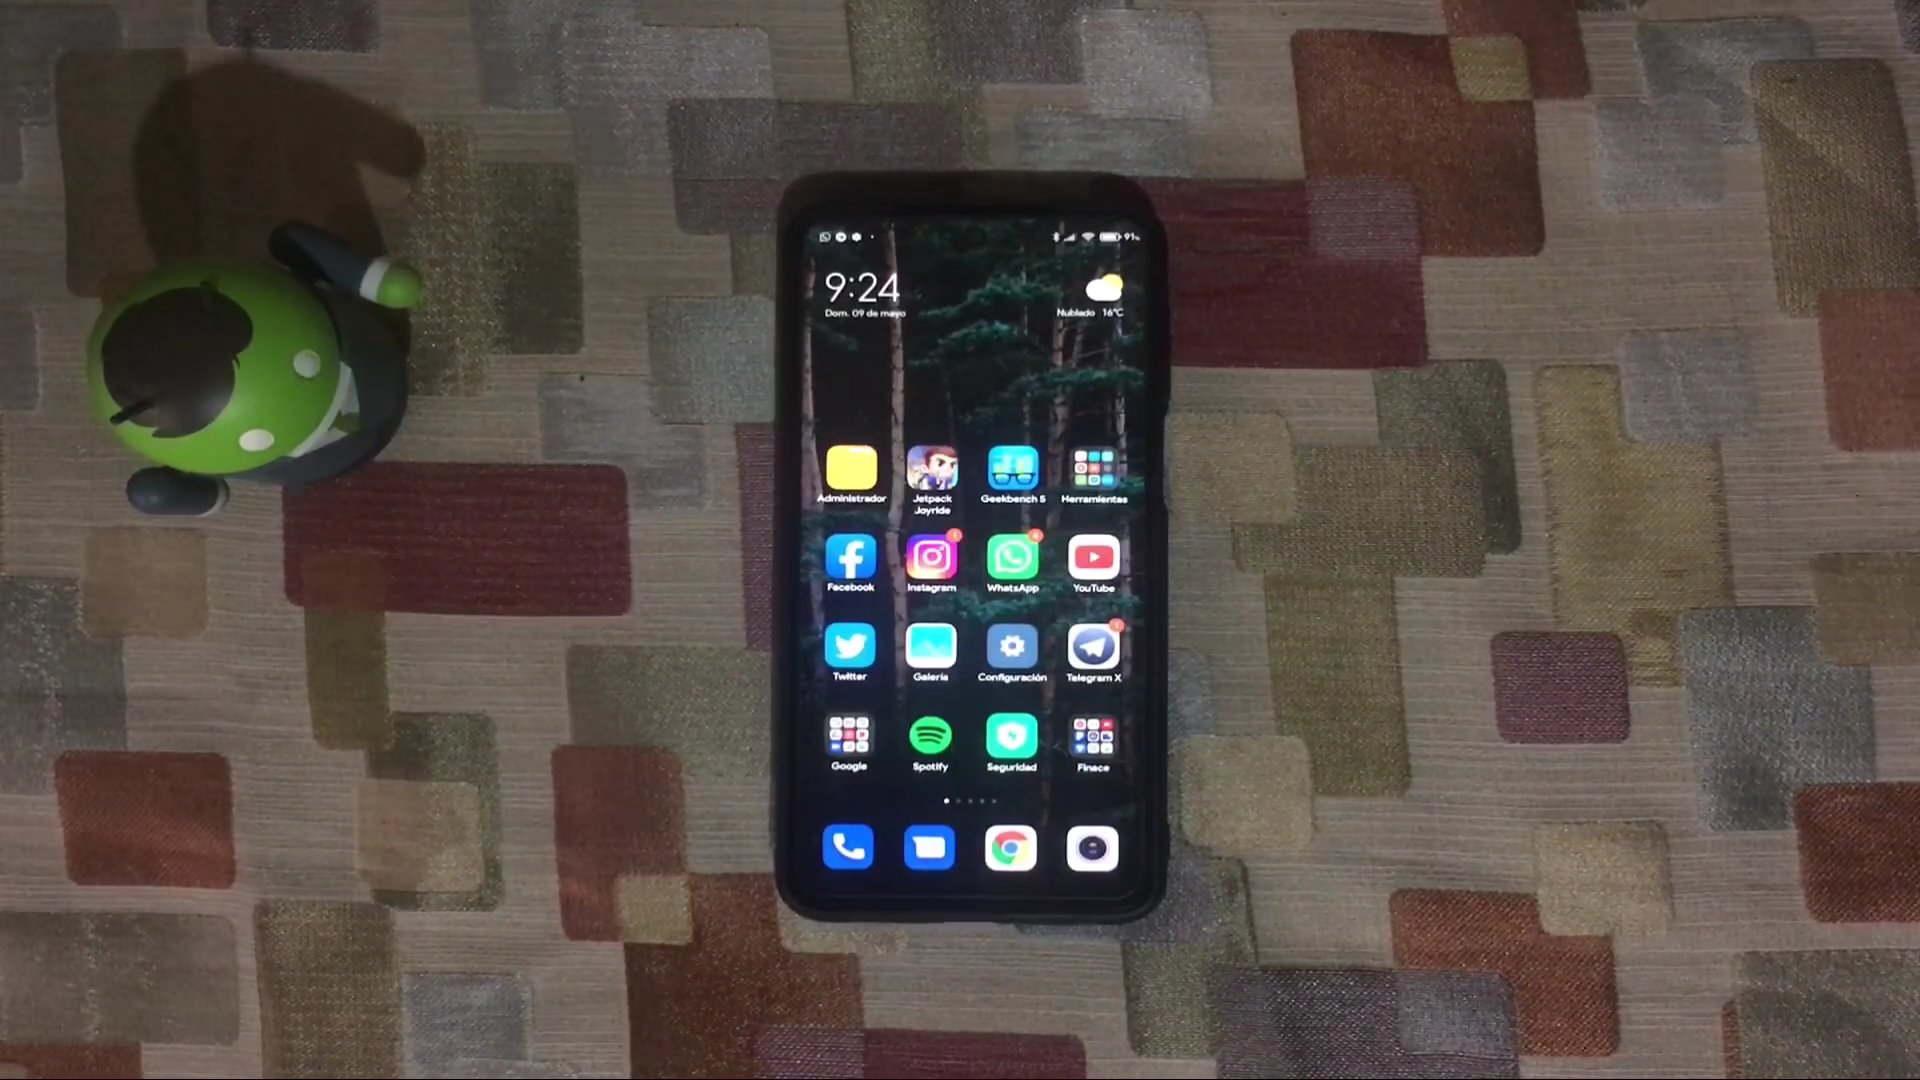 91%
9:24
Dom. 09 de mayo
Nublado 16°C
Administrador
Jetpack Joyride
Geekbench 5
Herramientas
Facebook
Instagram
WhatsApp
YouTube
Twitter
Galería
Configuración
Telegram X
Google
Spotify
Seguridad
Finace